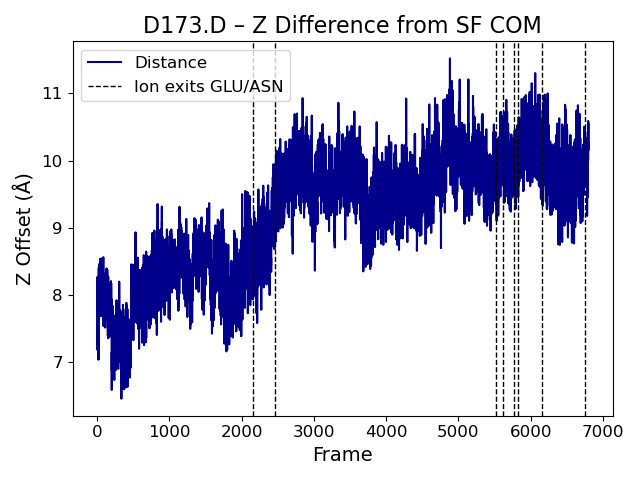 D173.D – Z Difference from SF COM
Distance
Ion exits GLU/ASN
Z Offset (Å)
11
10
9
8
7
0 1000 2000 3000 4000 5000 6000 7000
Frame